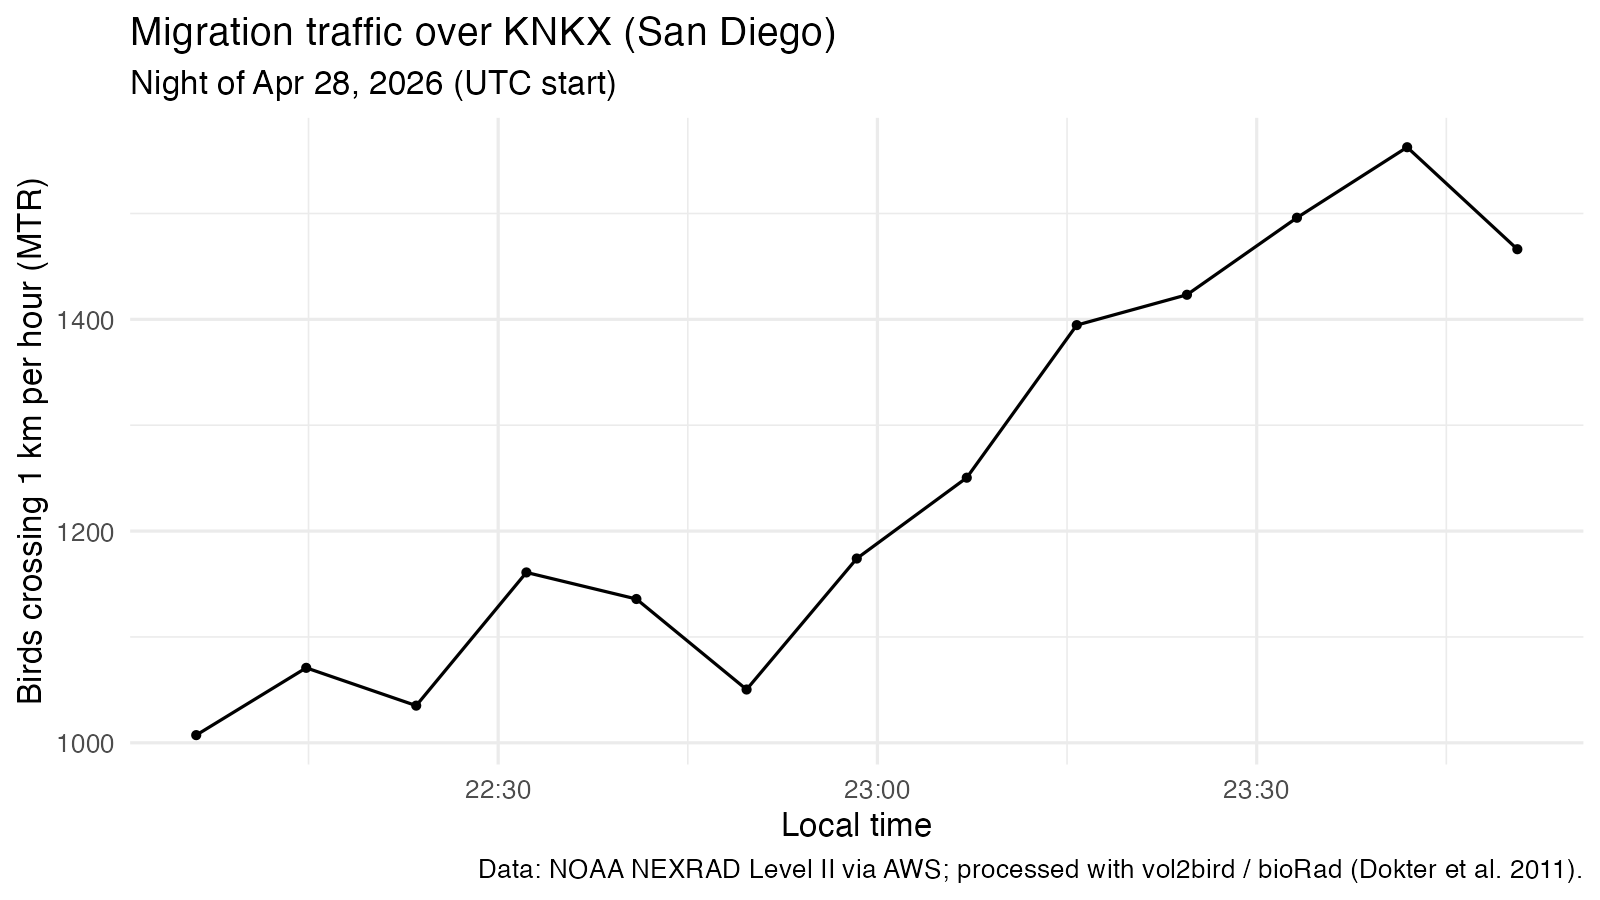 Migration traffic over KNKX (San Diego)
Night of Apr 28, 2026 (UTC start)
Birds crossing 1 km per hour (MTR)
1400
1200
1000
22:30
23:00
23:30
Local time
Data: NOAA NEXRAD Level II via AWS; processed with vol2bird / bioRad (Dokter et al. 2011).